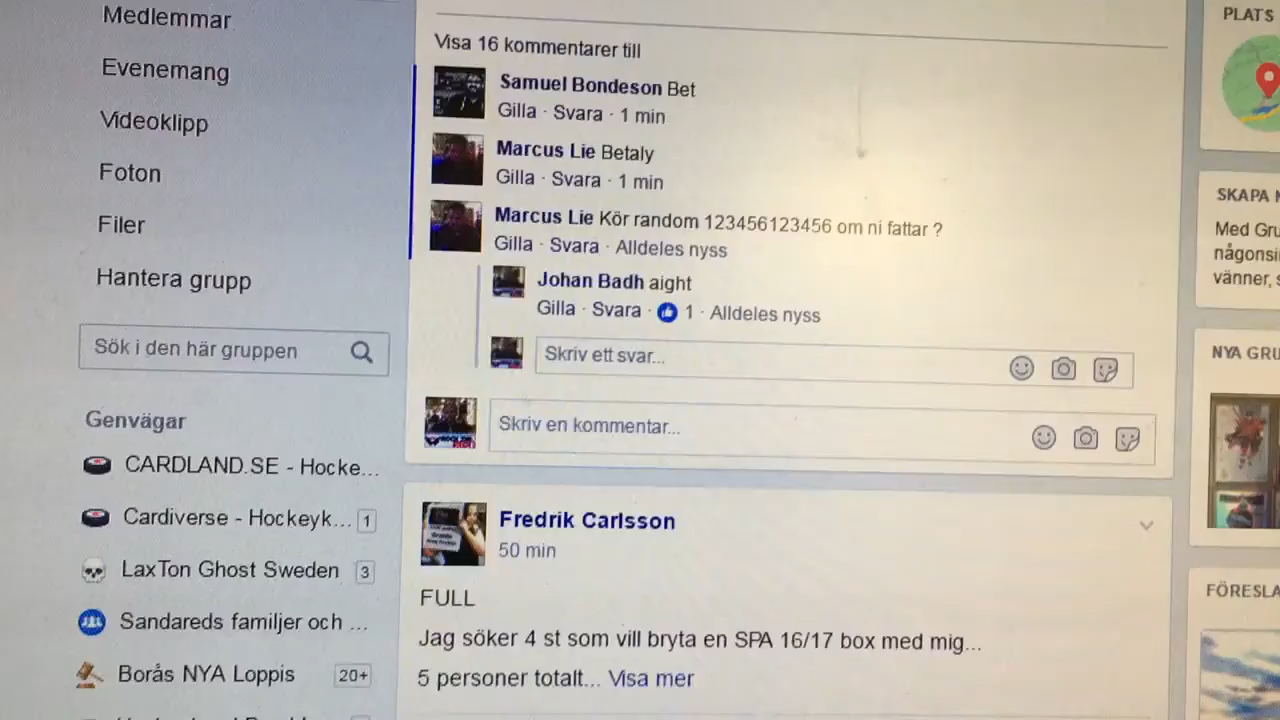 Medlemmar
Evenemang
Videoklipp
Foton
Filer
Hantera grupp
Sök i den här gruppen
Genvägar
CARDLAND.SE - Hocke...
Cardiverse - Hockeyk... 1
LaxTon Ghost Sweden 3
Sandareds familjer och ...
Borås NYA Loppis 20+
Visa 16 kommentarer till
Samuel Bondeson Bet
Gilla · Svara · 1 min
Marcus Lie Betaly
Gilla · Svara · 1 min
Marcus Lie Kör random 123456123456 om ni fattar ?
Gilla · Svara · Alldeles nyss
Johan Badh aight
Gilla · Svara · 1 · Alldeles nyss
Skriv ett svar...
Skriv en kommentar...
Fredrik Carlsson
50 min
FULL
Jag söker 4 st som vill bryta en SPA 16/17 box med mig...
5 personer totalt... Visa mer
PLATS
SKAPA
Med Gru
någonsi
vänner, s
NYA GRU
FÖRESLA